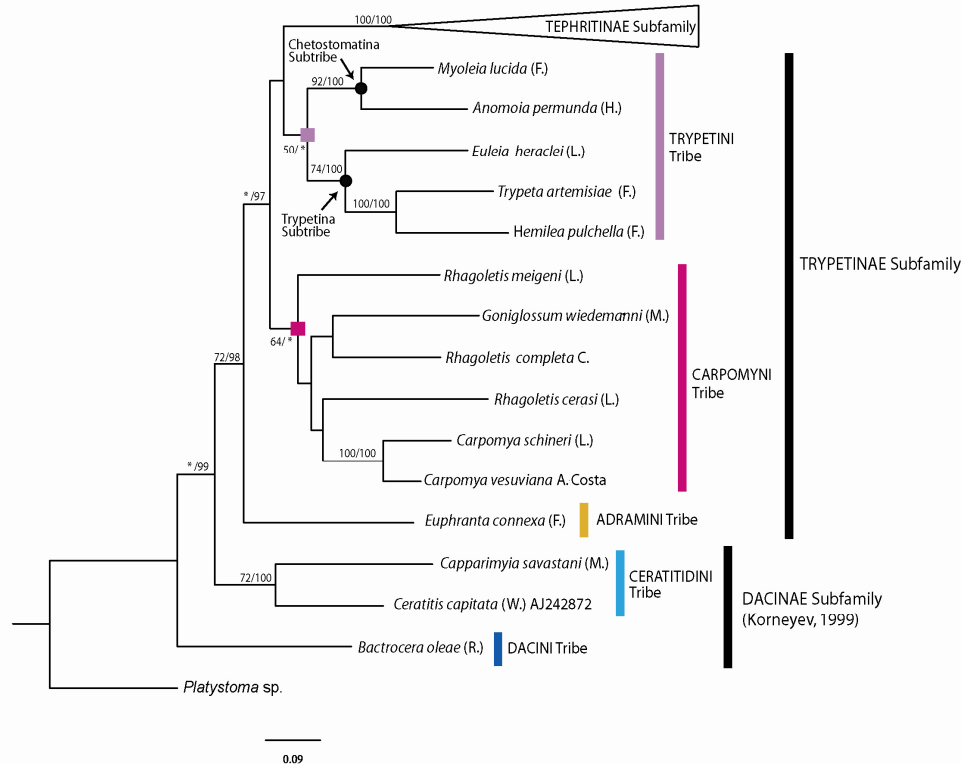 100/100
TEPHRITINAE Subfamily
Chetostomatina
Subtribe
92/100
Myoleia lucida (F.)
Anomoia permunda (H.)
TRYPETINI
Tribe
50/ *
74/100
Euleia heraclei (L.)
100/100
Trypeta artemisiae (F.)
Trypetina
Subtribe
Hemilea pulchella (F.)
* /97
TRYPETINAE Subfamily
Rhagoletis meigeni (L.)
Goniglossum wiedemanni (M.)
64/ *
Rhagoletis completa C.
72/98
CARPOMYNI
Tribe
Rhagoletis cerasi (L.)
Carpomya schineri (L.)
100/100
Carpomya vesuviana A. Costa
* /99
Euphranta connexa (F.)
ADRAMINI Tribe
Capparimyia savastani (M.)
72/100
CERATITIDINI
Tribe
Ceratitis capitata (W.) AJ242872
DACINAE Subfamily
(Korneyev, 1999)
Bactrocera oleae (R.)
DACINI Tribe
Platystoma sp.
0.09